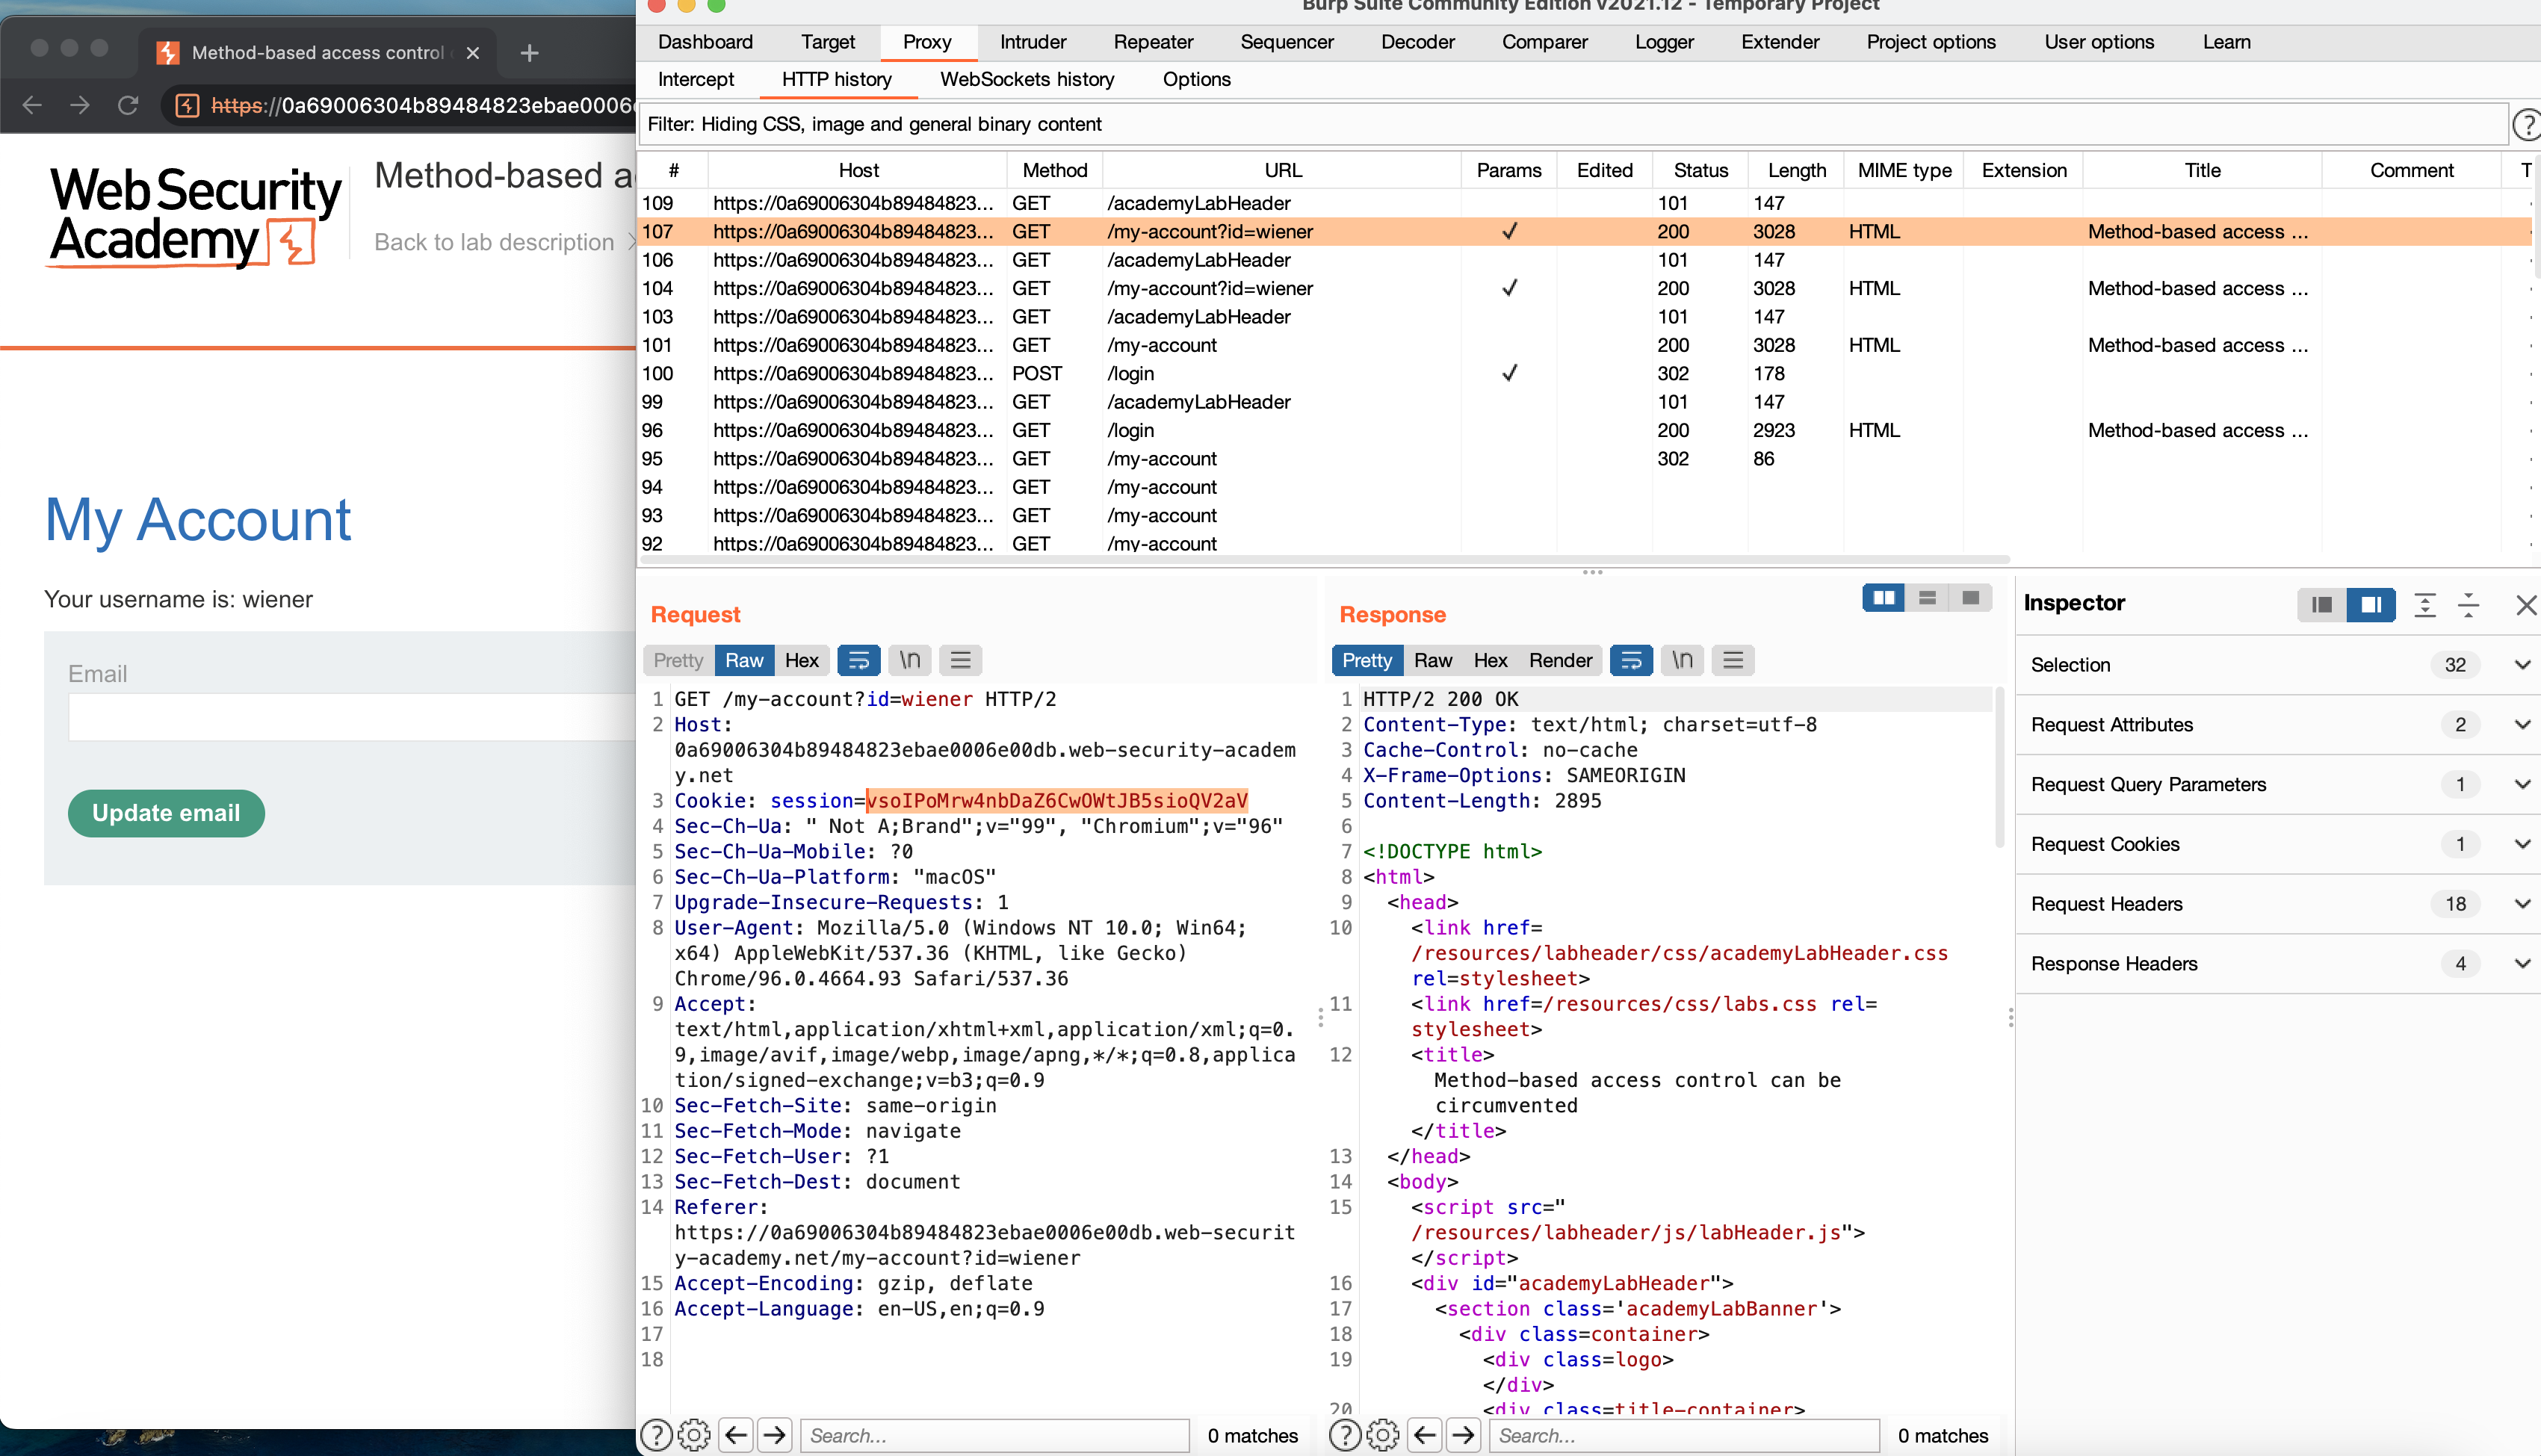 Method-based access control
https://0a69006304b89484823ebae0006
Web Security
Academy
Method-based a
Back to lab description
My Account
Your username is: wiener
Email
Update email
Burp Suite Community Edition v2021.12 - Temporary Project
Dashboard Target Proxy Intruder Repeater Sequencer Decoder Comparer Logger Extender Project options User options Learn
Intercept HTTP history WebSockets history Options
Filter: Hiding CSS, image and general binary content
# Host Method URL Params Edited Status Length MIME type Extension Title Comment T
109 https://0a69006304b89484823... GET /academyLabHeader 101 147
107 https://0a69006304b89484823... GET /my-account?id=wiener ✓ 200 3028 HTML Method-based access ...
106 https://0a69006304b89484823... GET /academyLabHeader 101 147
104 https://0a69006304b89484823... GET /my-account?id=wiener ✓ 200 3028 HTML Method-based access ...
103 https://0a69006304b89484823... GET /academyLabHeader 101 147
101 https://0a69006304b89484823... GET /my-account 200 3028 HTML Method-based access ...
100 https://0a69006304b89484823... POST /login ✓ 302 178
99 https://0a69006304b89484823... GET /academyLabHeader 101 147
96 https://0a69006304b89484823... GET /login 200 2923 HTML Method-based access ...
95 https://0a69006304b89484823... GET /my-account 302 86
94 https://0a69006304b89484823... GET /my-account
93 https://0a69006304b89484823... GET /my-account
92 https://0a69006304b89484823... GET /my-account
Request
Pretty Raw Hex \n
1 GET /my-account?id=wiener HTTP/2
2 Host:
0a69006304b89484823ebae0006e00db.web-security-academ
y.net
3 Cookie: session=vsoIPoMrw4nbDaZ6CwOWtJB5sioQV2aV
4 Sec-Ch-Ua: " Not A;Brand";v="99", "Chromium";v="96"
5 Sec-Ch-Ua-Mobile: ?0
6 Sec-Ch-Ua-Platform: "macOS"
7 Upgrade-Insecure-Requests: 1
8 User-Agent: Mozilla/5.0 (Windows NT 10.0; Win64;
x64) AppleWebKit/537.36 (KHTML, like Gecko)
Chrome/96.0.4664.93 Safari/537.36
9 Accept:
text/html,application/xhtml+xml,application/xml;q=0.
9,image/avif,image/webp,image/apng,*/*;q=0.8,applica
tion/signed-exchange;v=b3;q=0.9
10 Sec-Fetch-Site: same-origin
11 Sec-Fetch-Mode: navigate
12 Sec-Fetch-User: ?1
13 Sec-Fetch-Dest: document
14 Referer:
https://0a69006304b89484823ebae0006e00db.web-securit
y-academy.net/my-account?id=wiener
15 Accept-Encoding: gzip, deflate
16 Accept-Language: en-US,en;q=0.9
17
18
Search... 0 matches
Response
Pretty Raw Hex Render \n
1 HTTP/2 200 OK
2 Content-Type: text/html; charset=utf-8
3 Cache-Control: no-cache
4 X-Frame-Options: SAMEORIGIN
5 Content-Length: 2895
6
7 <!DOCTYPE html>
8 <html>
9 <head>
10 <link href=
/resources/labheader/css/academyLabHeader.css
rel=stylesheet>
11 <link href=/resources/css/labs.css rel=
stylesheet>
12 <title>
Method-based access control can be
circumvented
</title>
13 </head>
14 <body>
15 <script src="
/resources/labheader/js/labHeader.js">
</script>
16 <div id="academyLabHeader">
17 <section class='academyLabBanner'>
18 <div class=container>
19 <div class=logo>
</div>
20 <div class=title-container>
Search... 0 matches
Inspector
Selection 32
Request Attributes 2
Request Query Parameters 1
Request Cookies 1
Request Headers 18
Response Headers 4